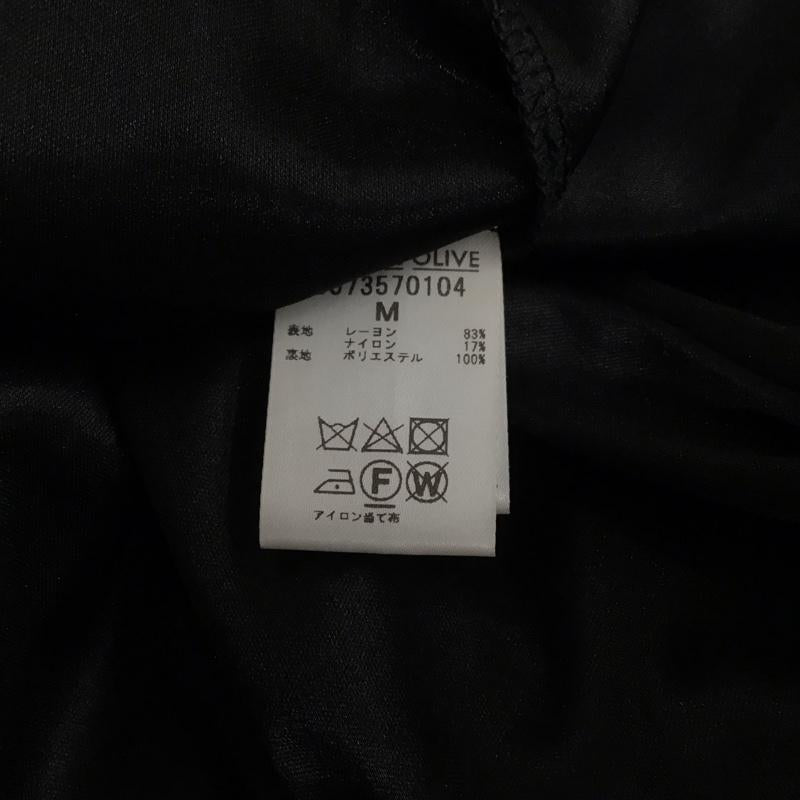 OLIVE
73570104
M
表地 レーヨン 83%
ナイロン 17%
裏地 ポリエステル 100%
F W
アイロン当て布